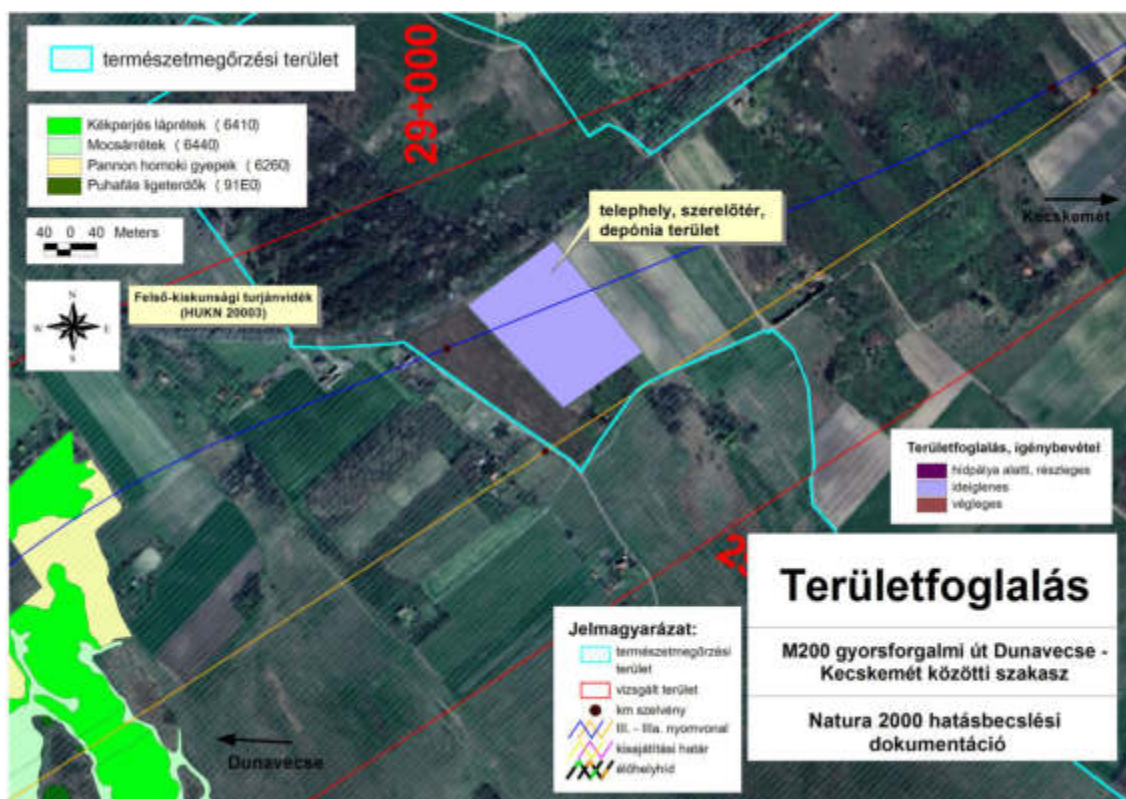 természetmegőrzési terület
Kékperjés láprétek ( 6410)
Mocsárrétek ( 6440)
Pannon homoki gyepek ( 6260)
Puhafás ligeterdők ( 91E0)
40 0 40 Meters
N
W E
S
Felső-kiskunsági turjánvidék
(HUKN 20003)
29+000
telephely, szerelőtér,
depónia terület
Kecskemét
Területfoglalás, igénybevétel
hídpálya alatti, részleges
ideiglenes
végleges
Dunavecse
Jelmagyarázat:
természetmegőrzési
terület
vizsgált terület
km szelvény
III. - IIIa. nyomvonal
kisajátítási határ
élőhelyhíd
Területfoglalás
M200 gyorsforgalmi út Dunavecse -
Kecskemét közötti szakasz
Natura 2000 hatásbecslési
dokumentáció